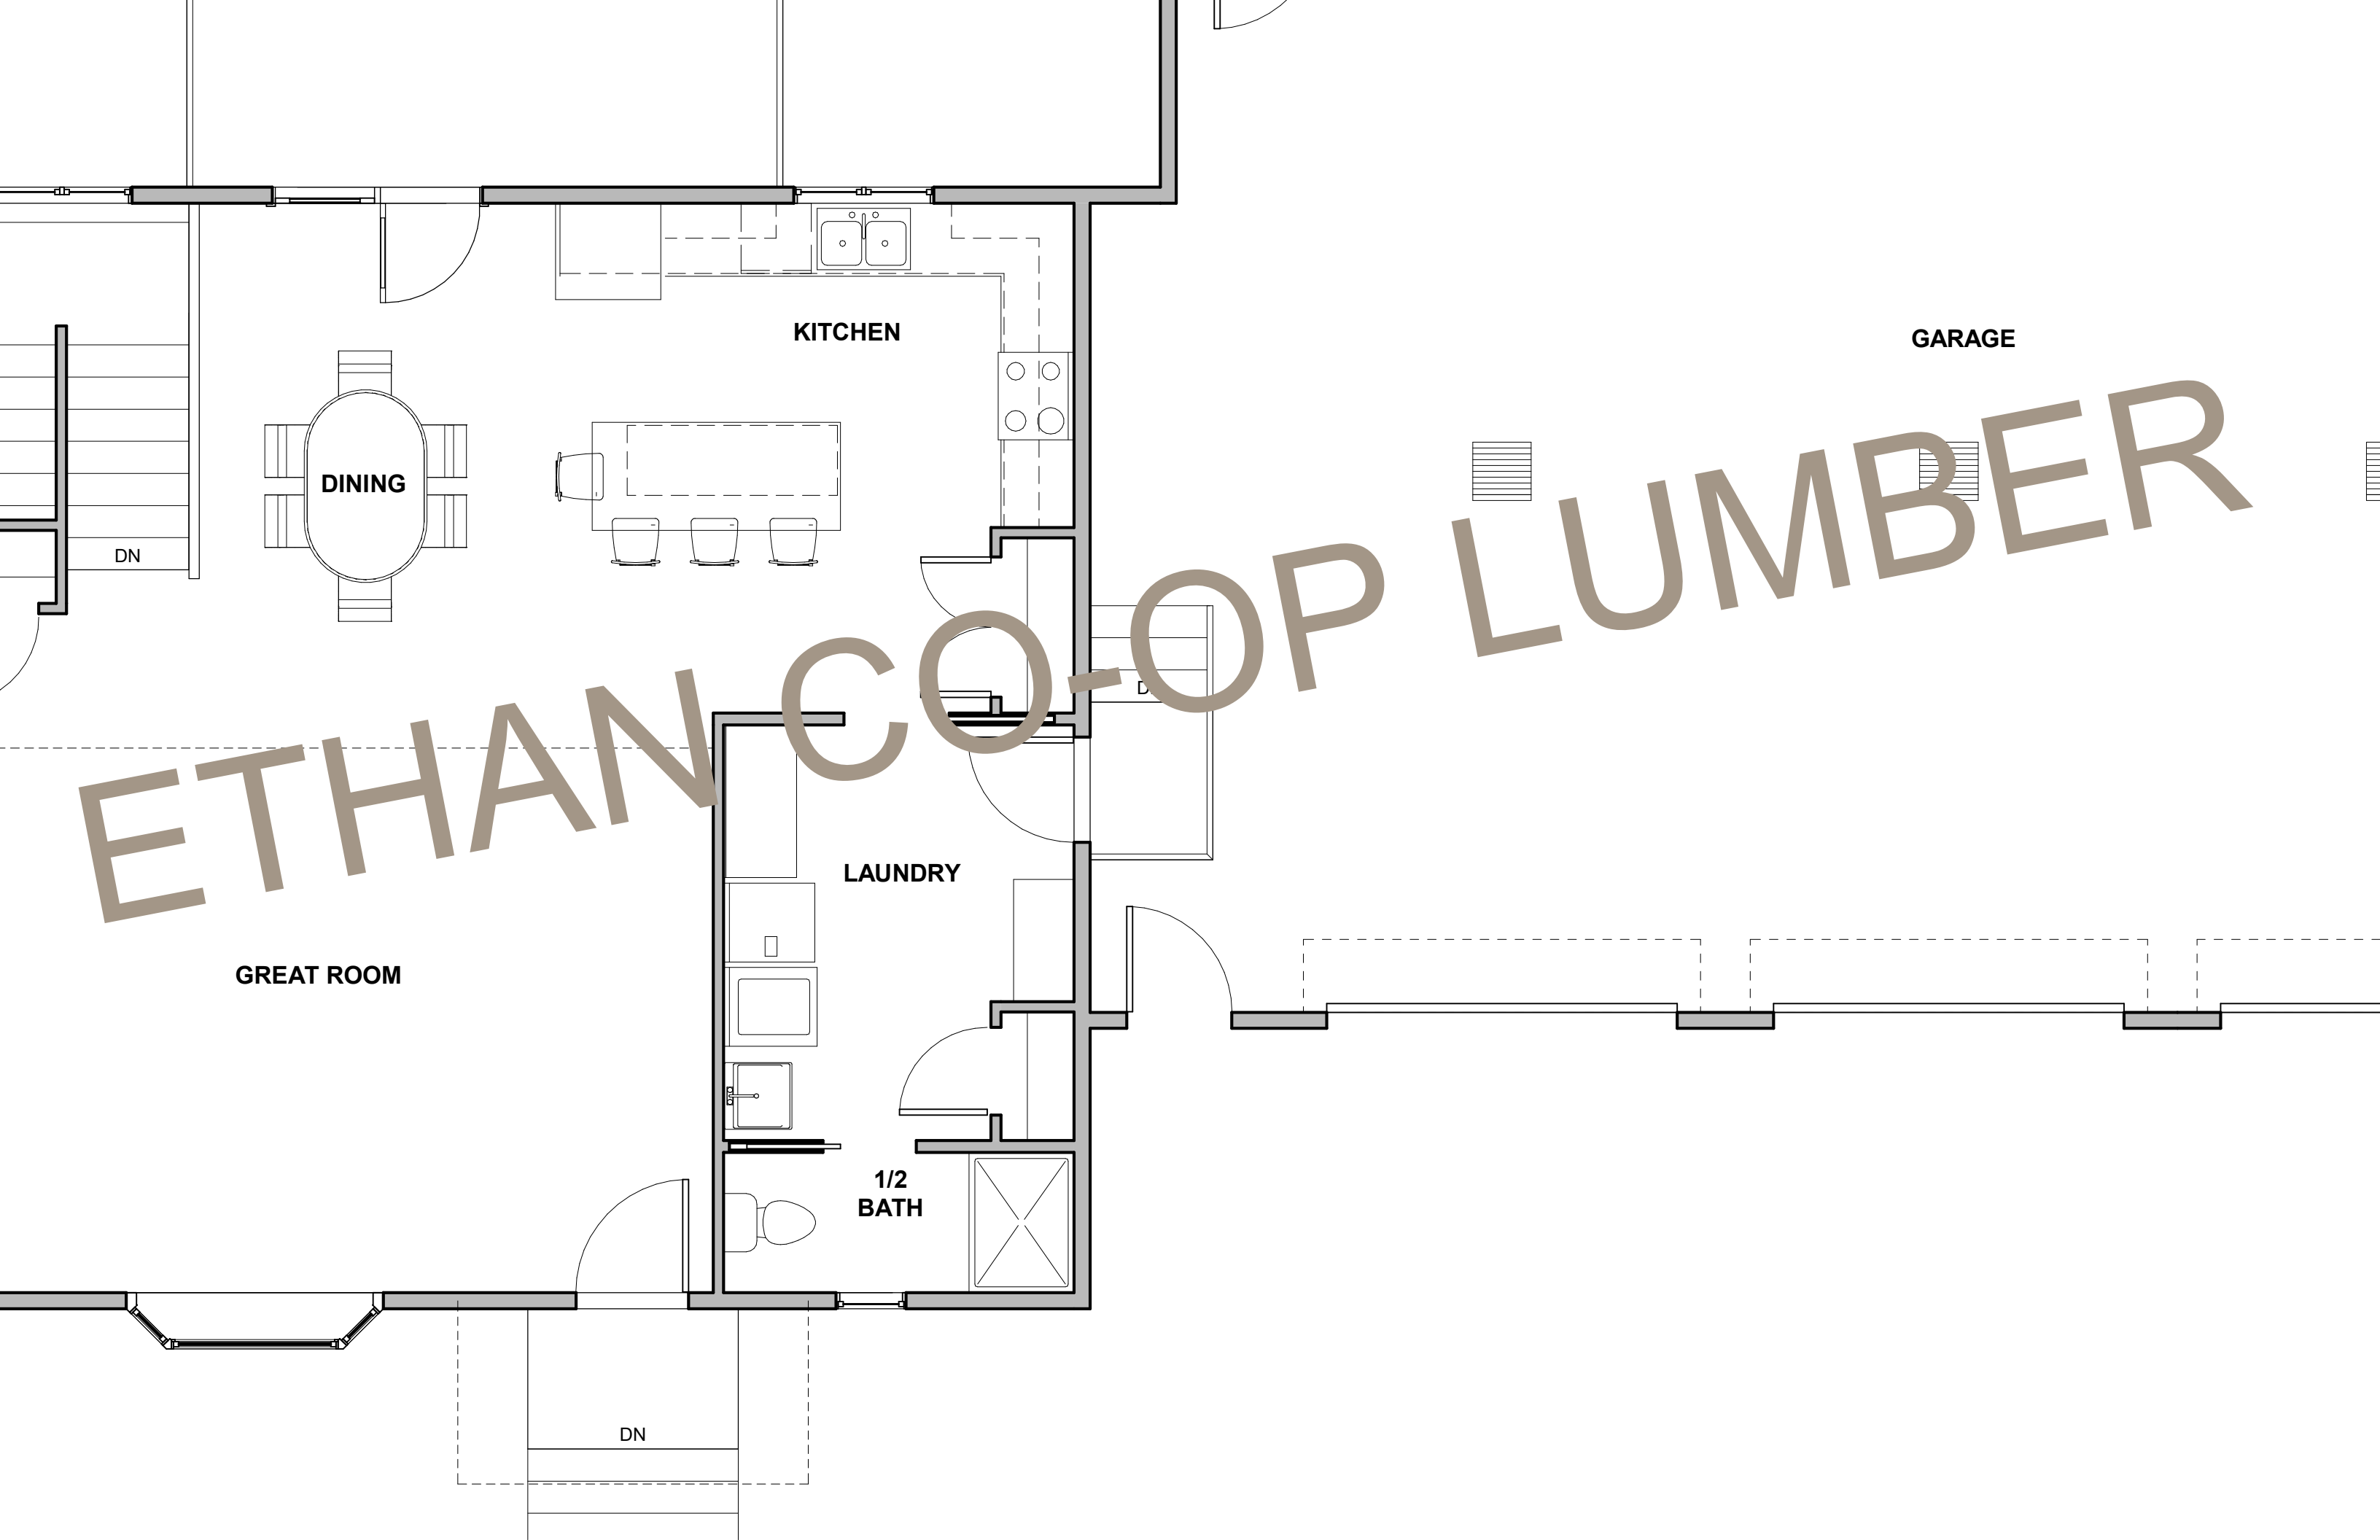 KITCHEN
GARAGE
DINING
DN
ETHAN CO-OP LUMBER
LAUNDRY
GREAT ROOM
1/2
BATH
DN